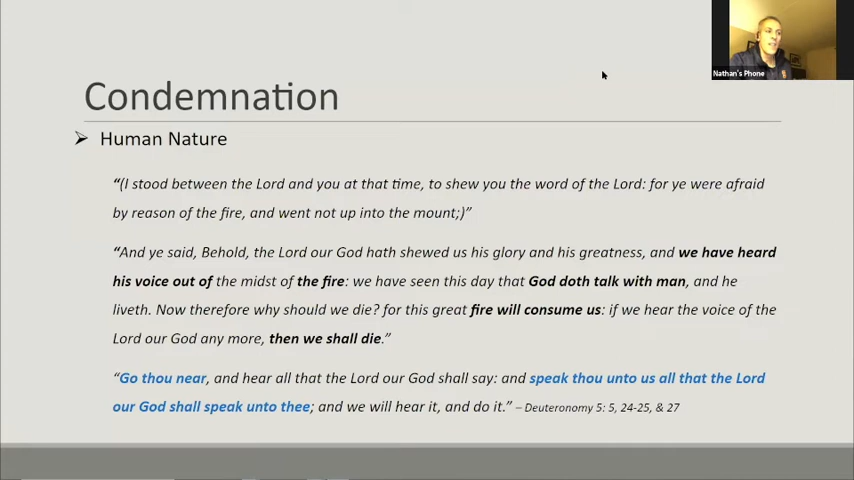 Nathan's Phone
Condemnation
Human Nature
“(I stood between the Lord and you at that time, to shew you the word of the Lord: for ye were afraid
by reason of the fire, and went not up into the mount;)”
“And ye said, Behold, the Lord our God hath shewed us his glory and his greatness, and we have heard
his voice out of the midst of the fire: we have seen this day that God doth talk with man, and he
liveth. Now therefore why should we die? for this great fire will consume us: if we hear the voice of the
Lord our God any more, then we shall die.”
“Go thou near, and hear all that the Lord our God shall say: and speak thou unto us all that the Lord
our God shall speak unto thee; and we will hear it, and do it.” – Deuteronomy 5: 5, 24-25, & 27